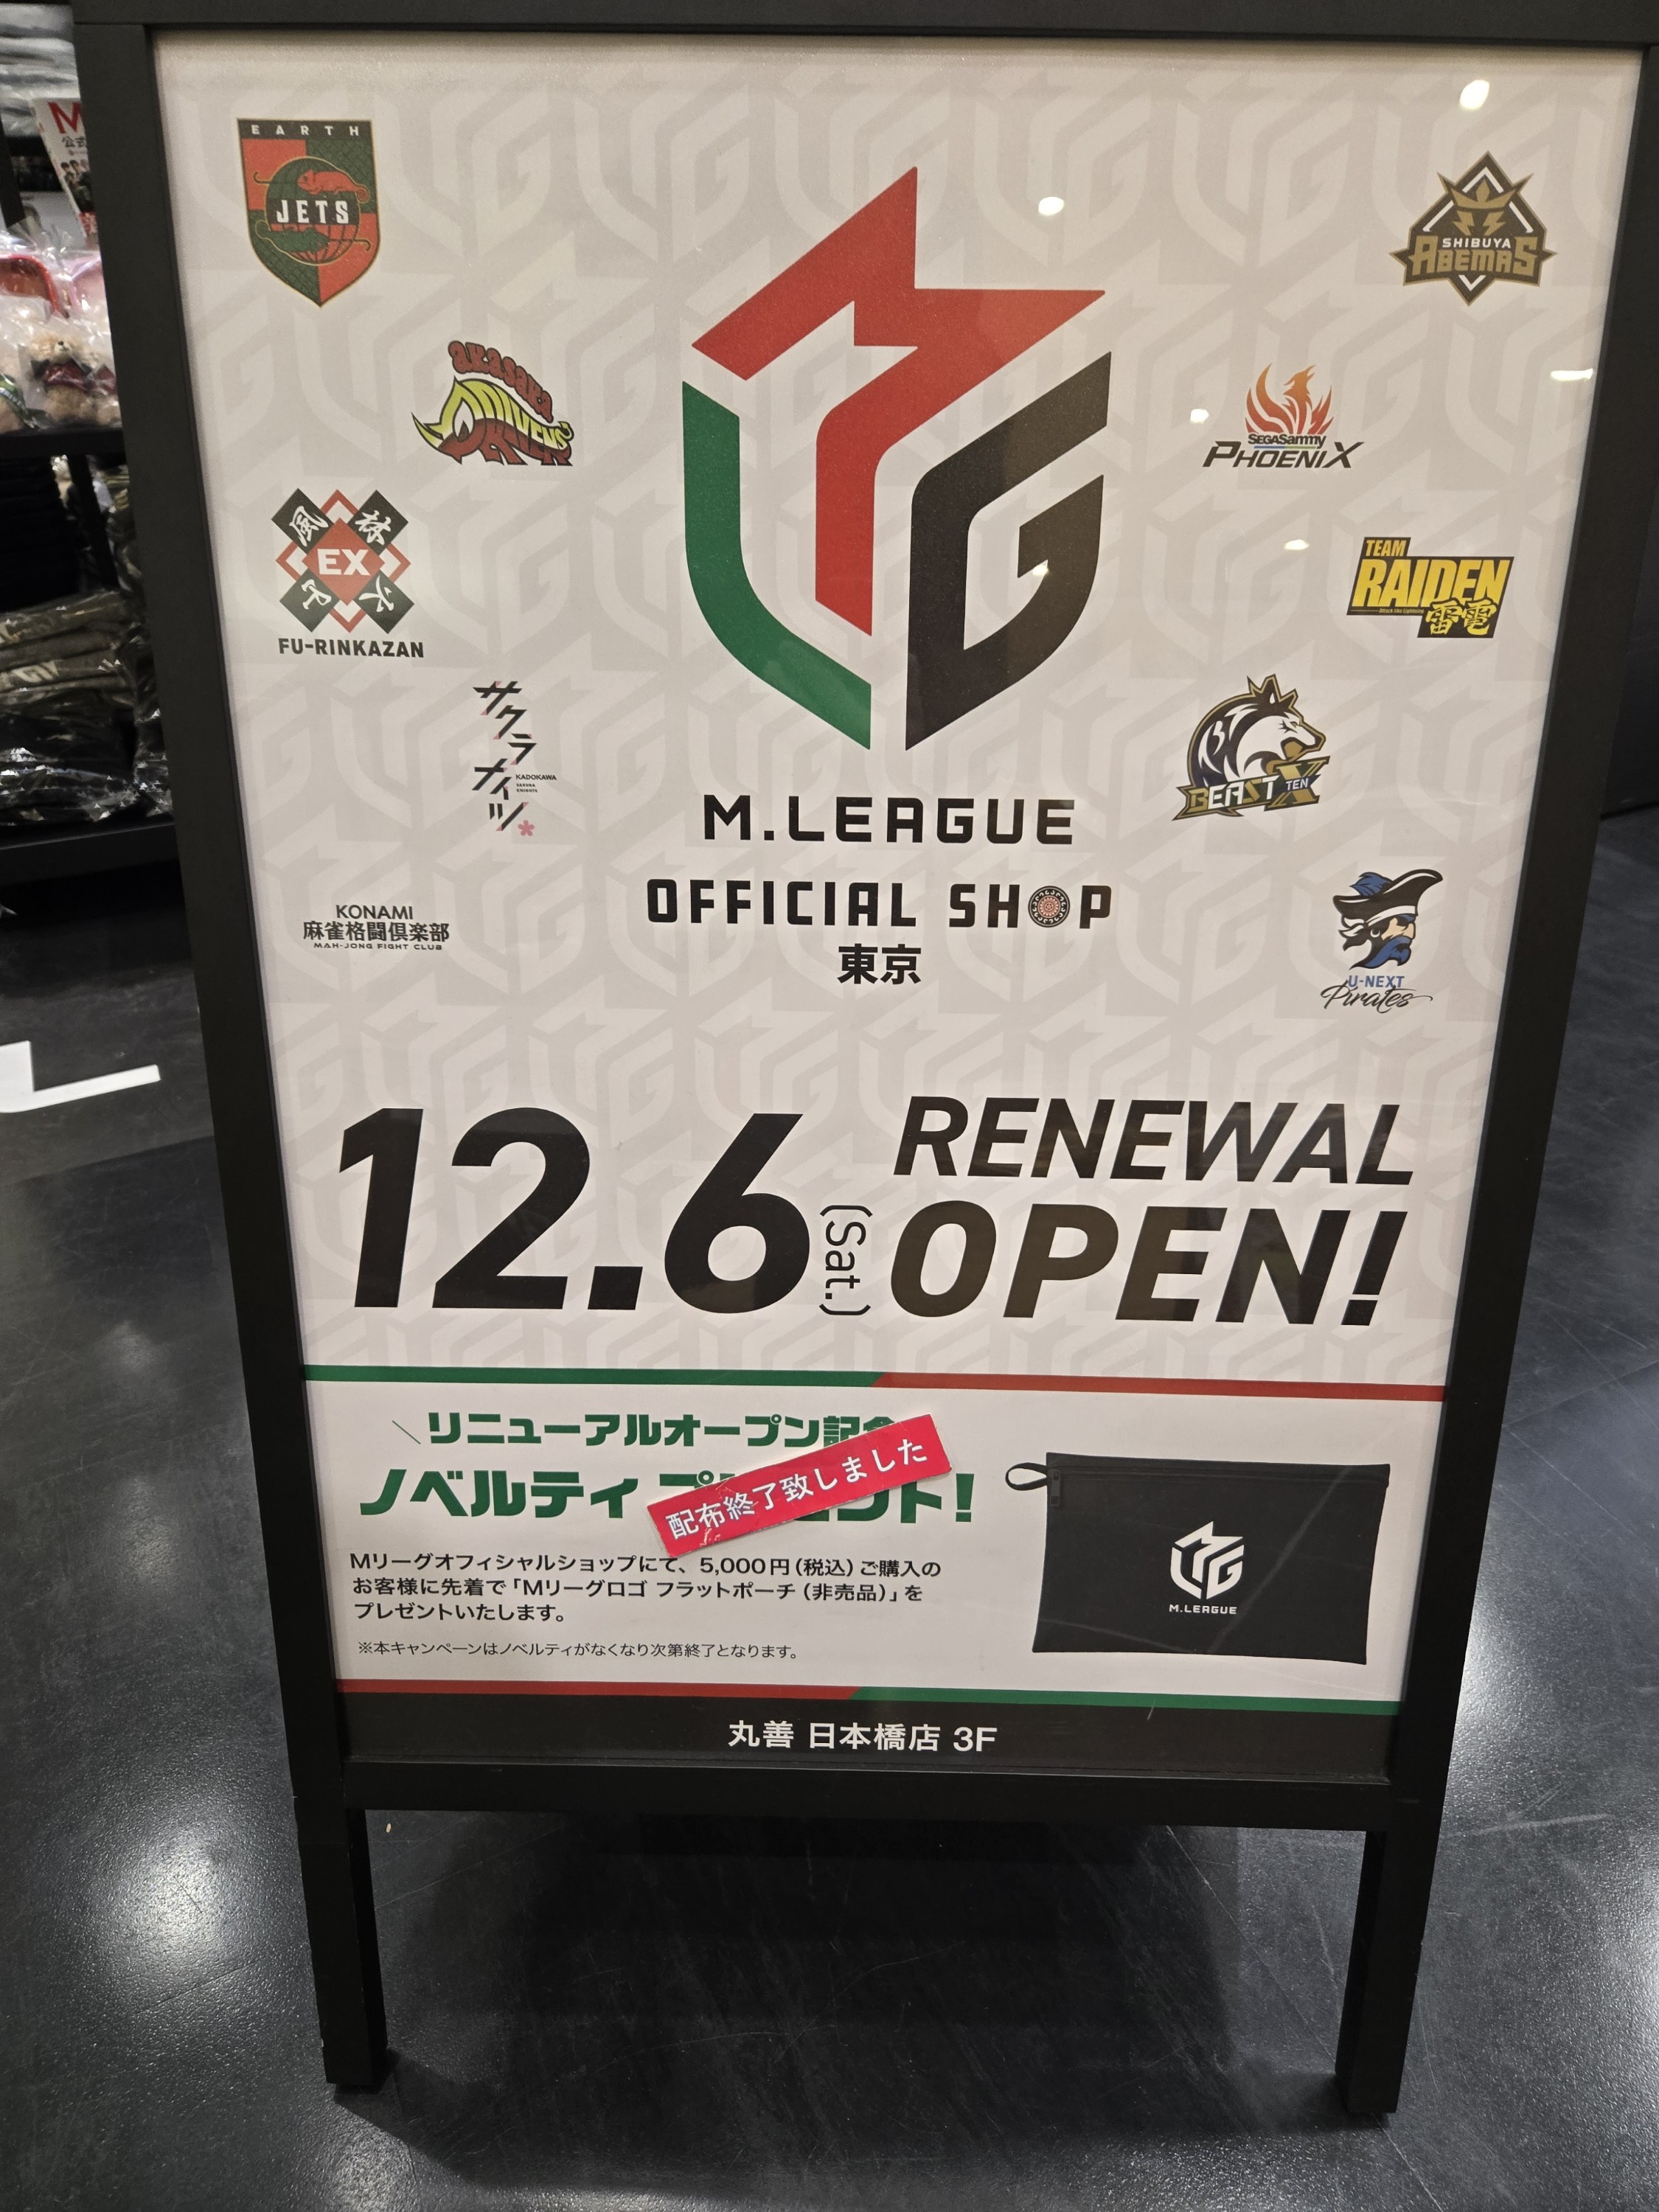 EARTH
JETS
SHIBUYA
ABEMAS
akasaka
DRIVENS
SEGASammy
PHOENIX
風 林
EX
火
FU-RINKAZAN
TEAM
RAIDEN
雷電
サクラナイツ
KADOKAWA
SAKURA
KNIGHTS
BEAST X
TEN
M.LEAGUE
OFFICIAL SHOP
東京
KONAMI
麻雀格闘倶楽部
MAH-JONG FIGHT CLUB
U-NEXT
Pirates
12.6
(Sat.)
RENEWAL
OPEN!
リニューアルオープン記念
ノベルティ プ ント!
配布終了致しました
Mリーグオフィシャルショップにて、5,000円(税込)ご購入の
お客様に先着で「Mリーグロゴ フラットポーチ(非売品)」を
プレゼントいたします。
※本キャンペーンはノベルティがなくなり次第終了となります。
M.LEAGUE
丸善 日本橋店 3F